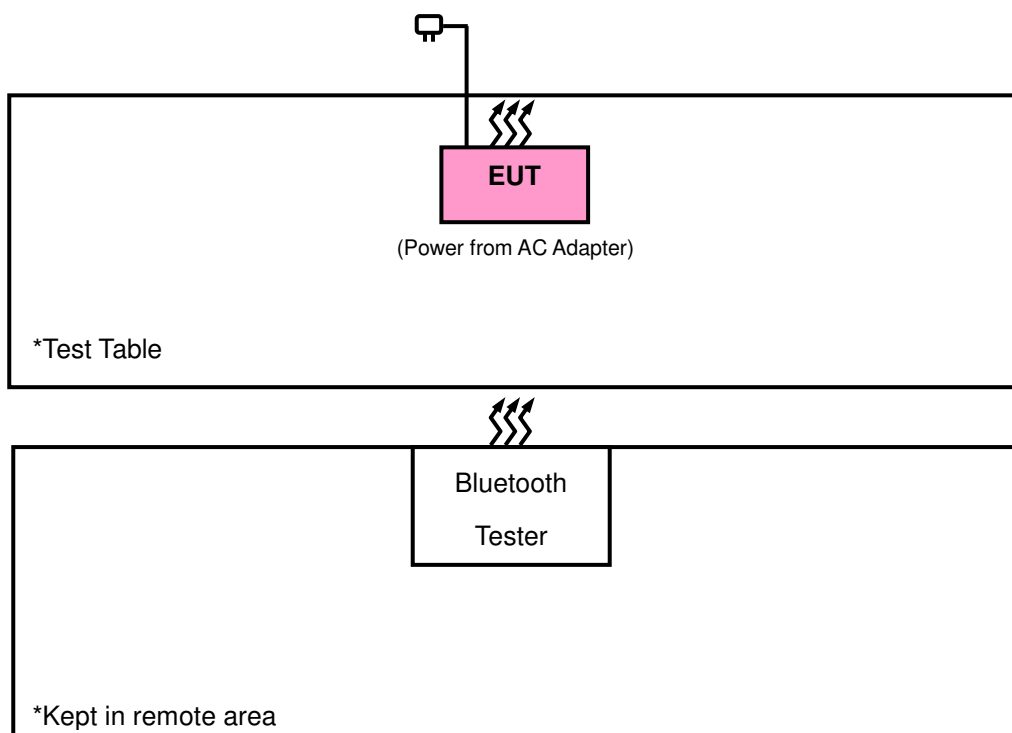 EUT
(Power from AC Adapter)
*Test Table
Bluetooth
Tester
*Kept in remote area